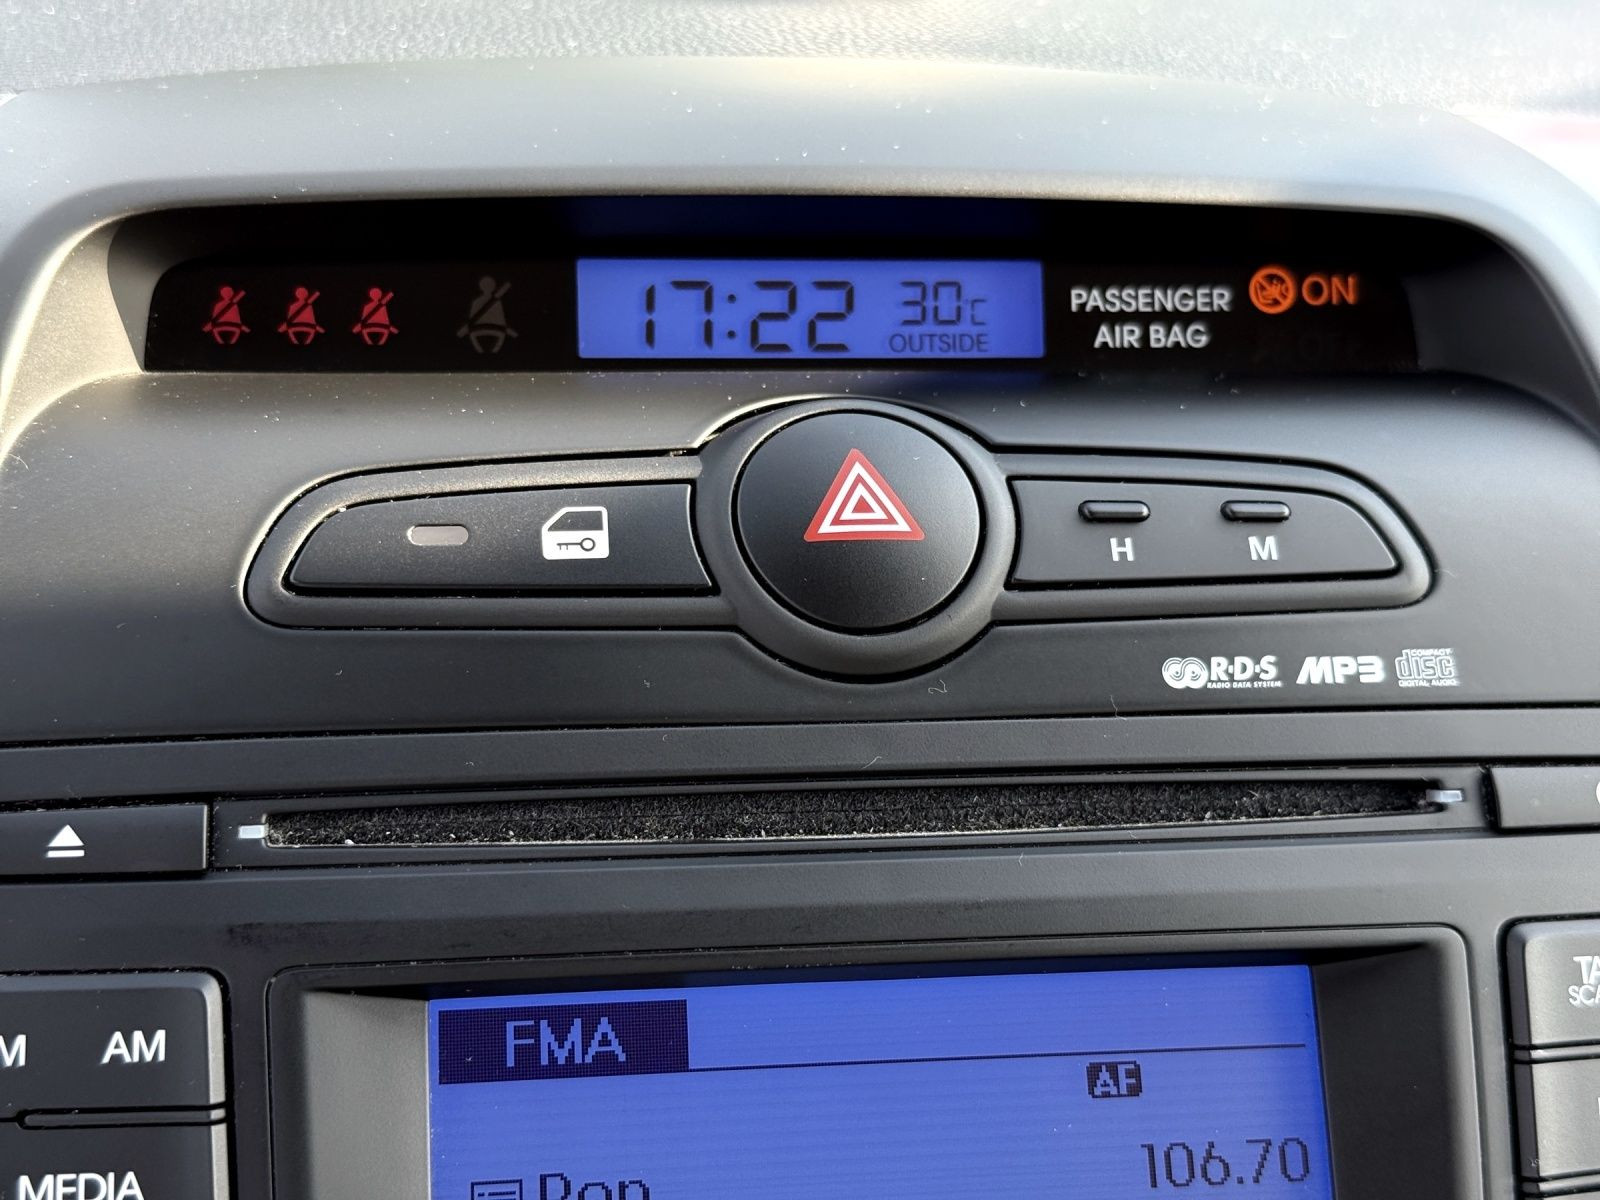 17:22 30°C
OUTSIDE
PASSENGER
AIR BAG
ON
H M
R·D·S
RADIO DATA SYSTEM
MP3
COMPACT
disc
DIGITAL AUDIO
AM
MEDIA
FMA
AF
106.70
Pop